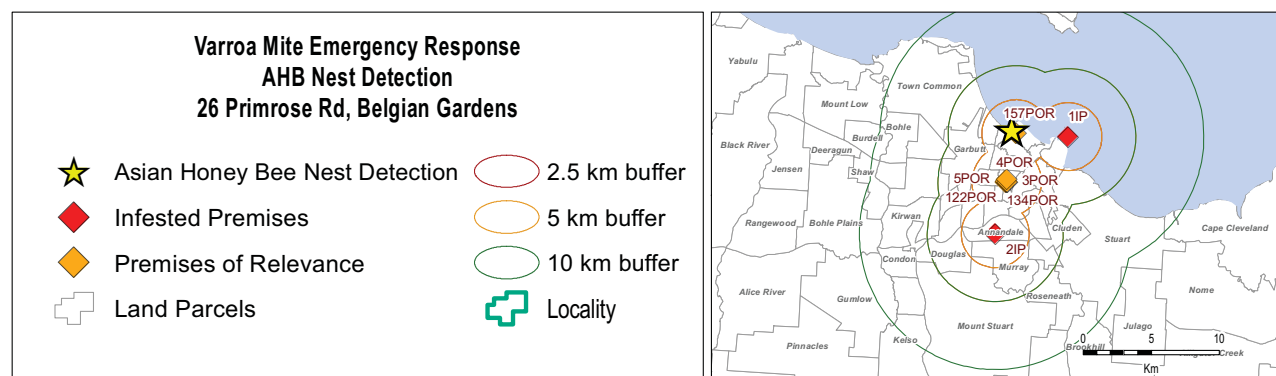 Varroa Mite Emergency Response
AHB Nest Detection
26 Primrose Rd, Belgian Gardens
Asian Honey Bee Nest Detection
2.5 km buffer
Infested Premises
5 km buffer
Premises of Relevance
10 km buffer
Land Parcels
Locality
Yabulu
Town Common
Mount Low
157POR
1IP
Bohle
Burdell
Black River
Deeragun
Garbutt
Jensen
Shaw
4POR
5POR
3POR
122POR
134POR
Rangewood
Bohle Plains
Kirwan
Annandale
Cluden
Cape Cleveland
Stuart
2IP
Douglas
Condon
Murray
Alice River
Gumlow
Roseneath
Nome
Mount Stuart
Julago
Pinnacles
Kelso
Brookhill
0 5 10
Creek
Km